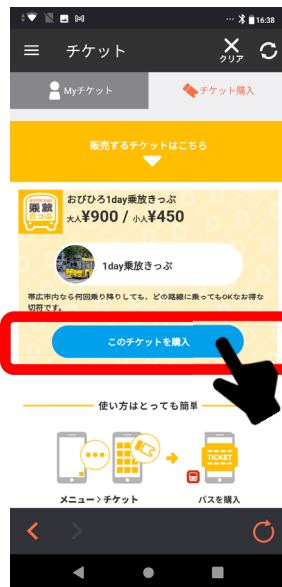 16:38
チケット
クリア
Myチケット
チケット購入
販売するチケットはこちら
乗放
きっぷ
おびひろ1day乗放きっぷ
大人¥900 / 小人¥450
1day乗放きっぷ
帯広市内なら何回乗り降りしても、どの路線に乗ってもOKなお得な
切符です。
このチケットを購入
使い方はとっても簡単
TICKET
メニュー > チケット
パスを購入